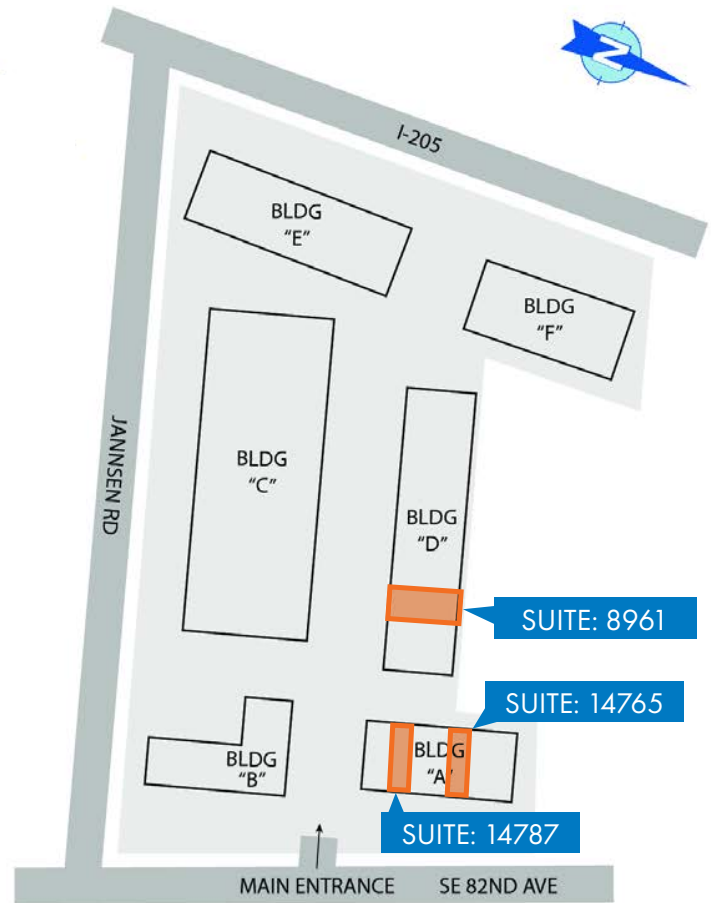 N
I-205
BLDG
"E"
BLDG
"F"
JANNSEN RD
BLDG
"C"
BLDG
"D"
SUITE: 8961
SUITE: 14765
BLDG
"A"
BLDG
"B"
SUITE: 14787
MAIN ENTRANCE
SE 82ND AVE